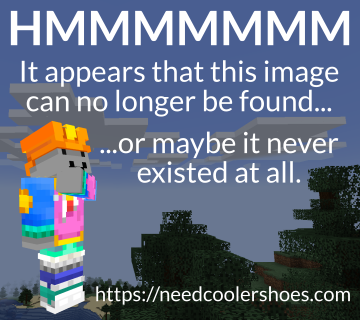 HMMMMMMM
It appears that this image
can no longer be found...
...or maybe it never
existed at all.
https://needcoolershoes.com